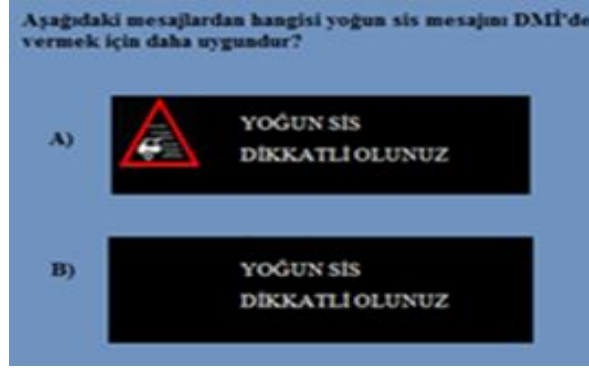 Aşağıdaki mesajlardan hangisi yoğun sis mesajını DMİ'de
vermek için daha uygundur?
A)
YOĞUN SİS
DİKKATLİ OLUNUZ
B)
YOĞUN SİS
DİKKATLİ OLUNUZ